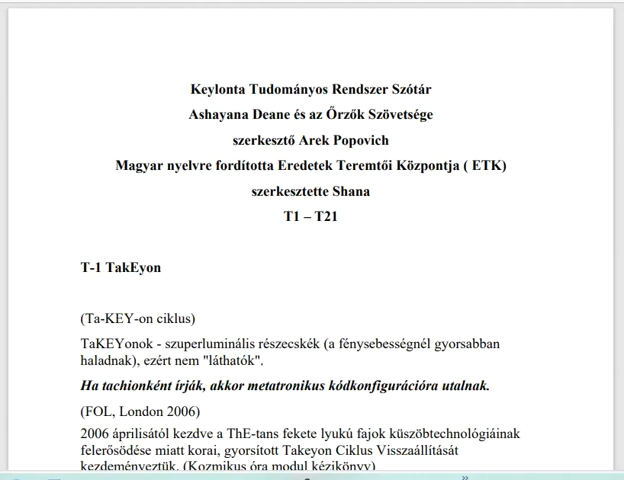 Keylonta Tudományos Rendszer Szótár
Ashayana Deane és az Őrzők Szövetsége
szerkesztő Arek Popovich
Magyar nyelvre fordította Eredetek Teremtői Központja ( ETK)
szerkesztette Shana
T1 – T21
T-1 TakEyon
(Ta-KEY-on ciklus)
TaKEYonok - szuperluminális részecskék (a fénysebességnél gyorsabban
haladnak), ezért nem "láthatók".
Ha tachionként írják, akkor metatronikus kódkonfigurációra utalnak.
(FOL, London 2006)
2006 áprilisától kezdve a ThE-tans fekete lyukú fajok küszöbtechnológiáinak
felerősödése miatt korai, gyorsított Takeyon Ciklus Visszaállítását
kezdeményeztük. (Kozmikus óra modul kézikönyv)